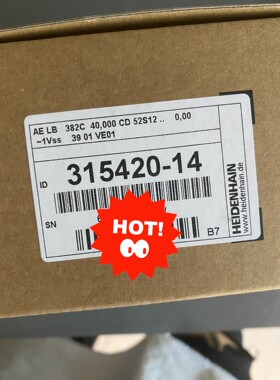 AE LB 382C 40,000 CD 52S12 .. 0,00
~1Vss 39 01 VE01
ID 315420-14
SN
HOT!
B7
HEIDENHAIN
www.heidenhain.de